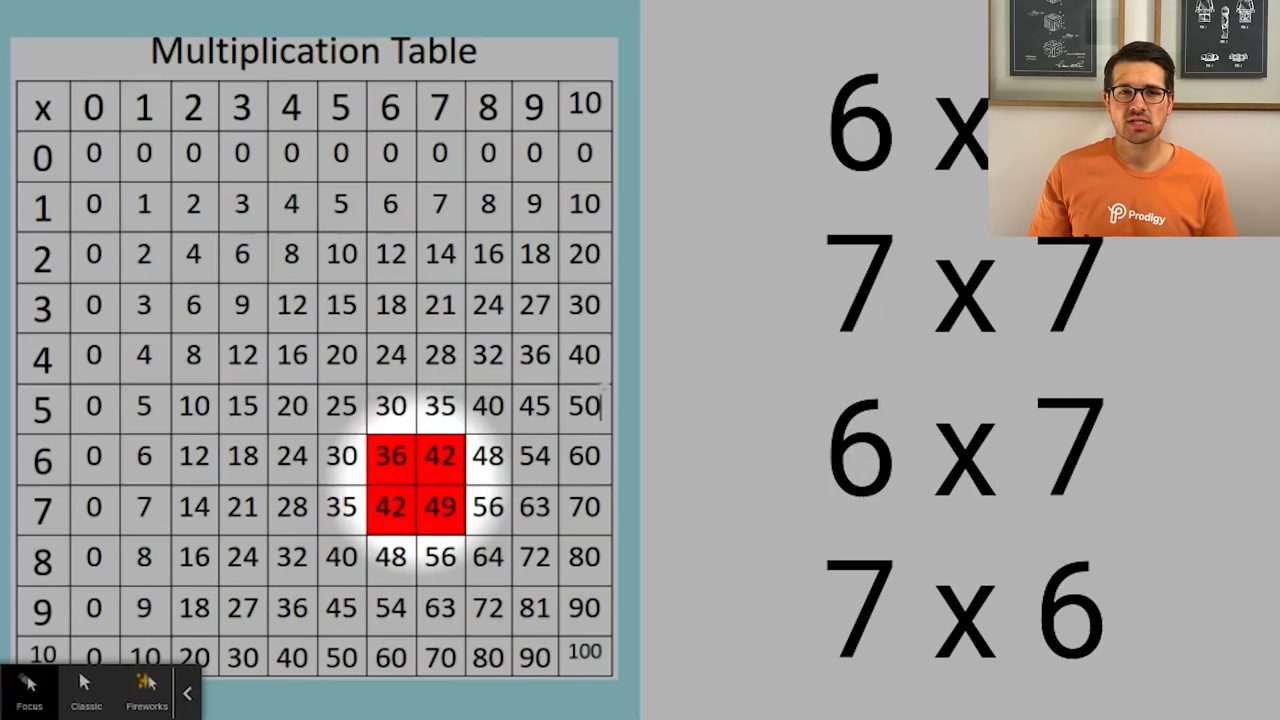 Multiplication Table
x 0 1 2 3 4 5 6 7 8 9 10
0 0 0 0 0 0 0 0 0 0 0 0
1 0 1 2 3 4 5 6 7 8 9 10
2 0 2 4 6 8 10 12 14 16 18 20
3 0 3 6 9 12 15 18 21 24 27 30
4 0 4 8 12 16 20 24 28 32 36 40
5 0 5 10 15 20 25 30 35 40 45 50
6 0 6 12 18 24 30 36 42 48 54 60
7 0 7 14 21 28 35 42 49 56 63 70
8 0 8 16 24 32 40 48 56 64 72 80
9 0 9 18 27 36 45 54 63 72 81 90
10 0 10 20 30 40 50 60 70 80 90 100
Focus Classic Fireworks
6 x
7 x 7
6 x 7
7 x 6
Prodigy